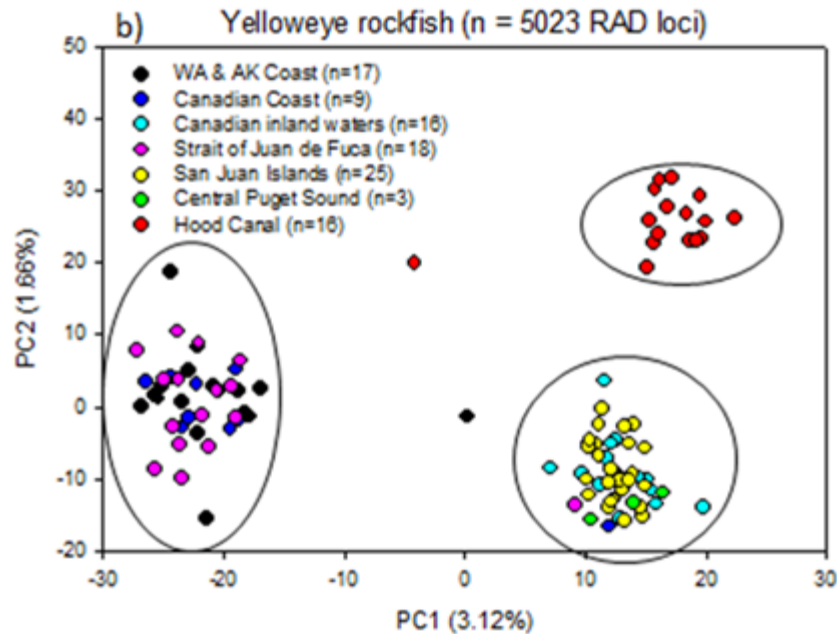 b) Yelloweye rockfish (n = 5023 RAD loci)
WA & AK Coast (n=17)
Canadian Coast (n=9)
Canadian inland waters (n=16)
Strait of Juan de Fuca (n=18)
San Juan Islands (n=25)
Central Puget Sound (n=3)
Hood Canal (n=16)
PC2 (1.66%)
50
40
30
20
10
0
-10
-20
-30 -20 -10 0 10 20 30
PC1 (3.12%)